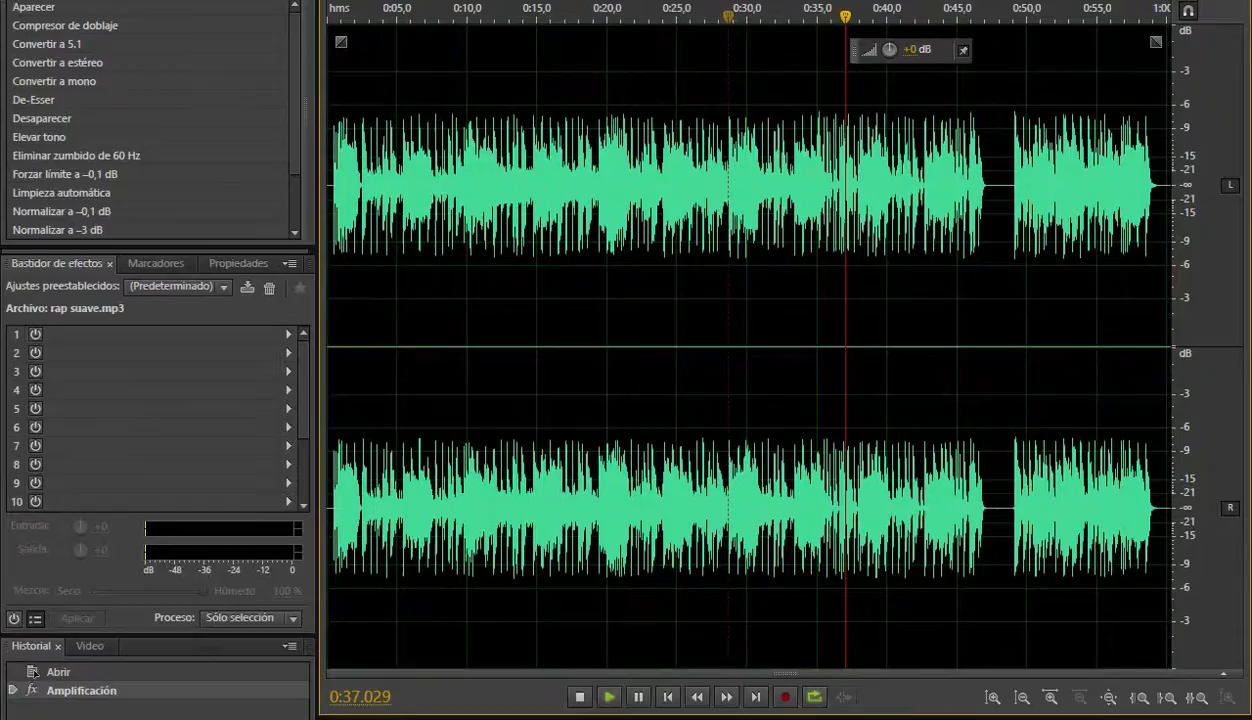 Aparecer
Compresor de doblaje
Convertir a 5.1
Convertir a estéreo
Convertir a mono
De-Esser
Desaparecer
Elevar tono
Eliminar zumbido de 60 Hz
Forzar límite a –0,1 dB
Limpieza automática
Normalizar a –0,1 dB
Normalizar a –3 dB
Bastidor de efectos × Marcadores Propiedades
Ajustes preestablecidos: (Predeterminado)
Archivo: rap suave.mp3
1
2
3
4
5
6
7
8
9
10
Entrada: +0
Salida: +0
dB -48 -36 -24 -12 0
Mezcla: Seco Húmedo 100 %
Aplicar Proceso: Sólo selección
Historial × Vídeo
Abrir
fx Amplificación
hms 0:05,0 0:10,0 0:15,0 0:20,0 0:25,0 0:30,0 0:35,0 0:40,0 0:45,0 0:50,0 0:55,0 1:00
+0 dB
dB
-3
-6
-9
-15
-21
-∞
-21
-15
-9
-6
-3
L
dB
-3
-6
-9
-15
-21
-∞
-21
-15
-9
-6
-3
R
0:37.029